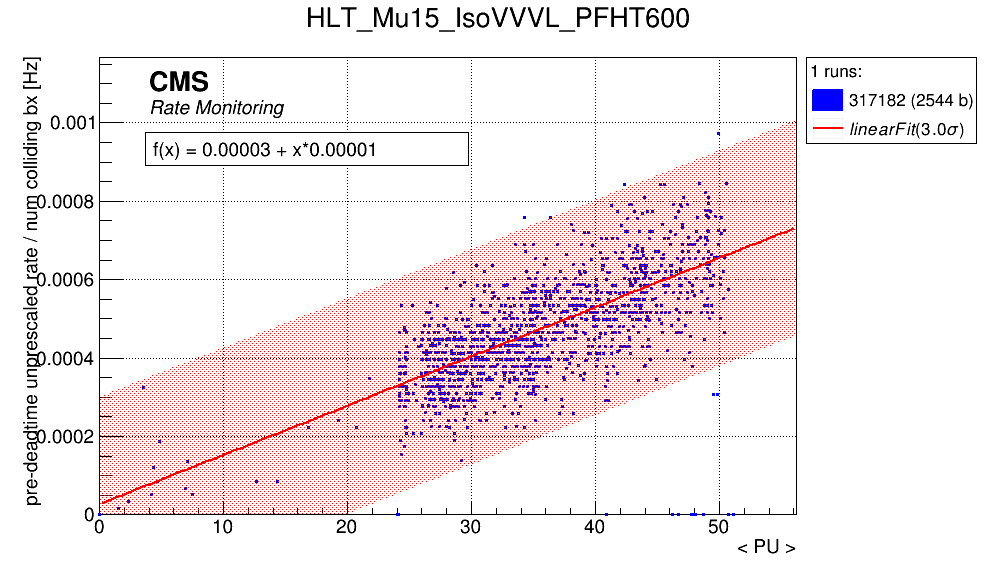 HLT_Mu15_IsoVVVL_PFHT600
pre-deadtime unprescaled rate / num colliding bx [Hz]
CMS
Rate Monitoring
f(x) = 0.00003 + x*0.00001
1 runs:
317182 (2544 b)
linearFit(3.0σ)
0.001
0.0008
0.0006
0.0004
0.0002
0
0 10 20 30 40 50
< PU >